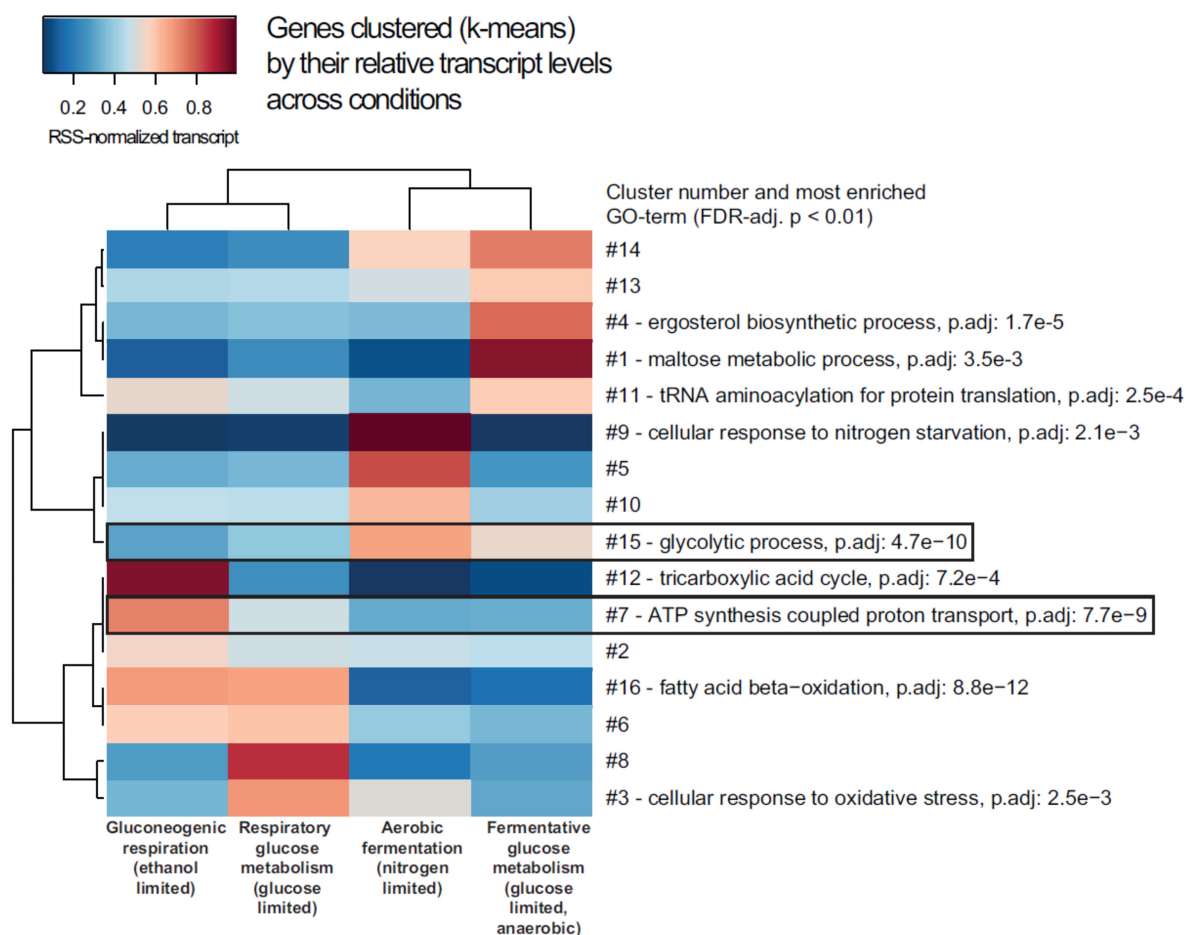 Genes clustered (k-means)
by their relative transcript levels
across conditions
0.2 0.4 0.6 0.8
RSS-normalized transcript
Cluster number and most enriched
GO-term (FDR-adj. p < 0.01)
#14
#13
#4 - ergosterol biosynthetic process, p.adj: 1.7e-5
#1 - maltose metabolic process, p.adj: 3.5e-3
#11 - tRNA aminoacylation for protein translation, p.adj: 2.5e-4
#9 - cellular response to nitrogen starvation, p.adj: 2.1e−3
#5
#10
#15 - glycolytic process, p.adj: 4.7e−10
#12 - tricarboxylic acid cycle, p.adj: 7.2e−4
#7 - ATP synthesis coupled proton transport, p.adj: 7.7e−9
#2
#16 - fatty acid beta−oxidation, p.adj: 8.8e−12
#6
#8
#3 - cellular response to oxidative stress, p.adj: 2.5e−3
Gluconeogenic
respiration
(ethanol
limited)
Respiratory
glucose
metabolism
(glucose
limited)
Aerobic
fermentation
(nitrogen
limited)
Fermentative
glucose
metabolism
(glucose
limited,
anaerobic)